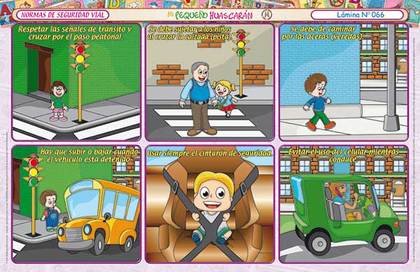 NORMAS DE SEGURIDAD VIAL
EL PEQUEÑO HUASCARÁN
Lámina N° 066
Respetar las señales de tránsito y
cruzar por el paso peatonal
Se debe sujetar a los niños
al cruzar la calzada (pista)
Se debe de caminar
por las aceras (veredas)
Hay que subir o bajar cuando
el vehículo está detenido
Usar siempre el cinturón de seguridad
Evitar el uso del celular mientras
conduce